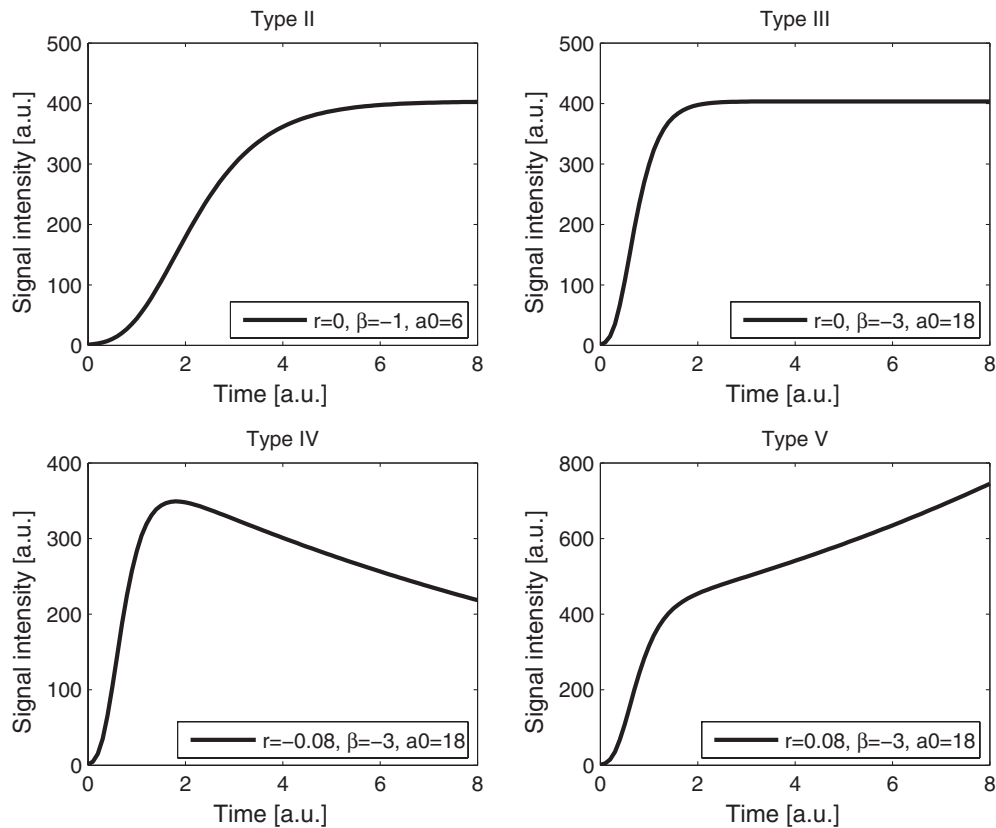 Type II
500
400
300
200
100
0
Signal intensity [a.u.]
r=0, β=−1, a0=6
0 2 4 6 8
Time [a.u.]
Type III
500
400
300
200
100
0
Signal intensity [a.u.]
r=0, β=−3, a0=18
0 2 4 6 8
Time [a.u.]
Type IV
400
300
200
100
0
Signal intensity [a.u.]
r=−0.08, β=−3, a0=18
0 2 4 6 8
Time [a.u.]
Type V
800
600
400
200
0
Signal intensity [a.u.]
r=0.08, β=−3, a0=18
0 2 4 6 8
Time [a.u.]